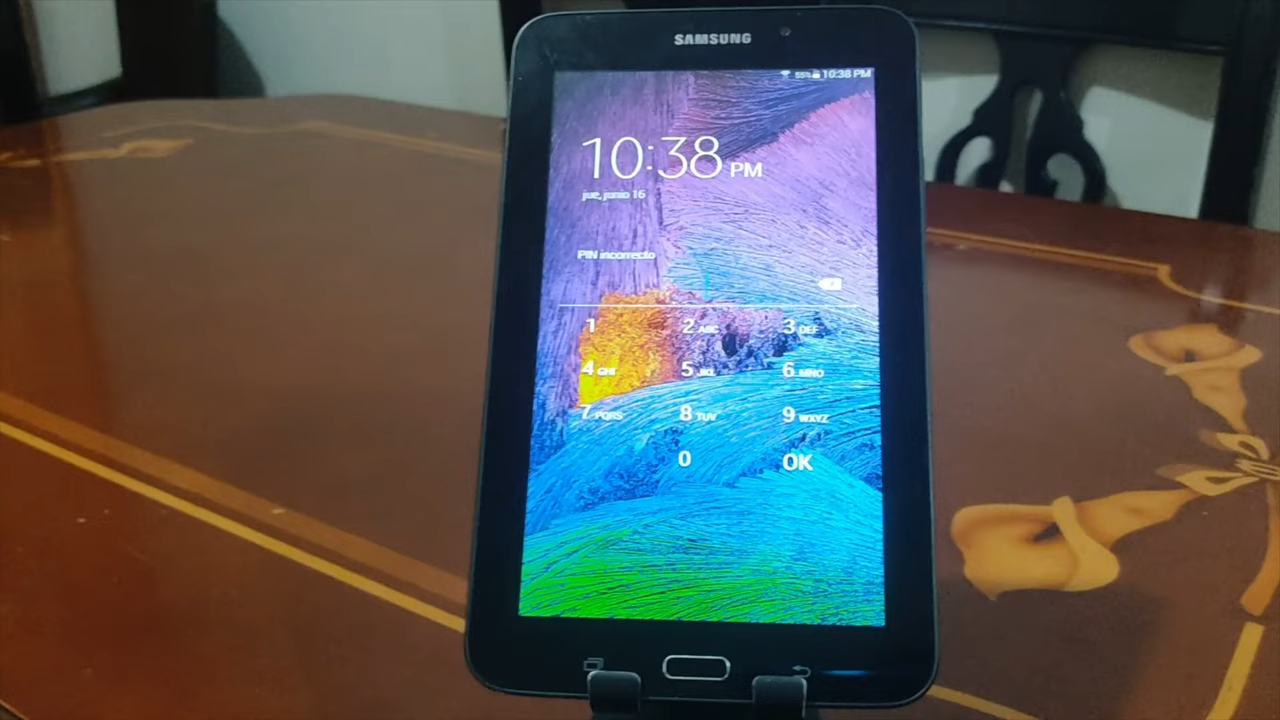 SAMSUNG
55% 10:38 PM
10:38 PM
jue, junio 16
PIN incorrecto
1 2 ABC 3 DEF
4 GHI 5 JKL 6 MNO
7 PQRS 8 TUV 9 WXYZ
0 OK